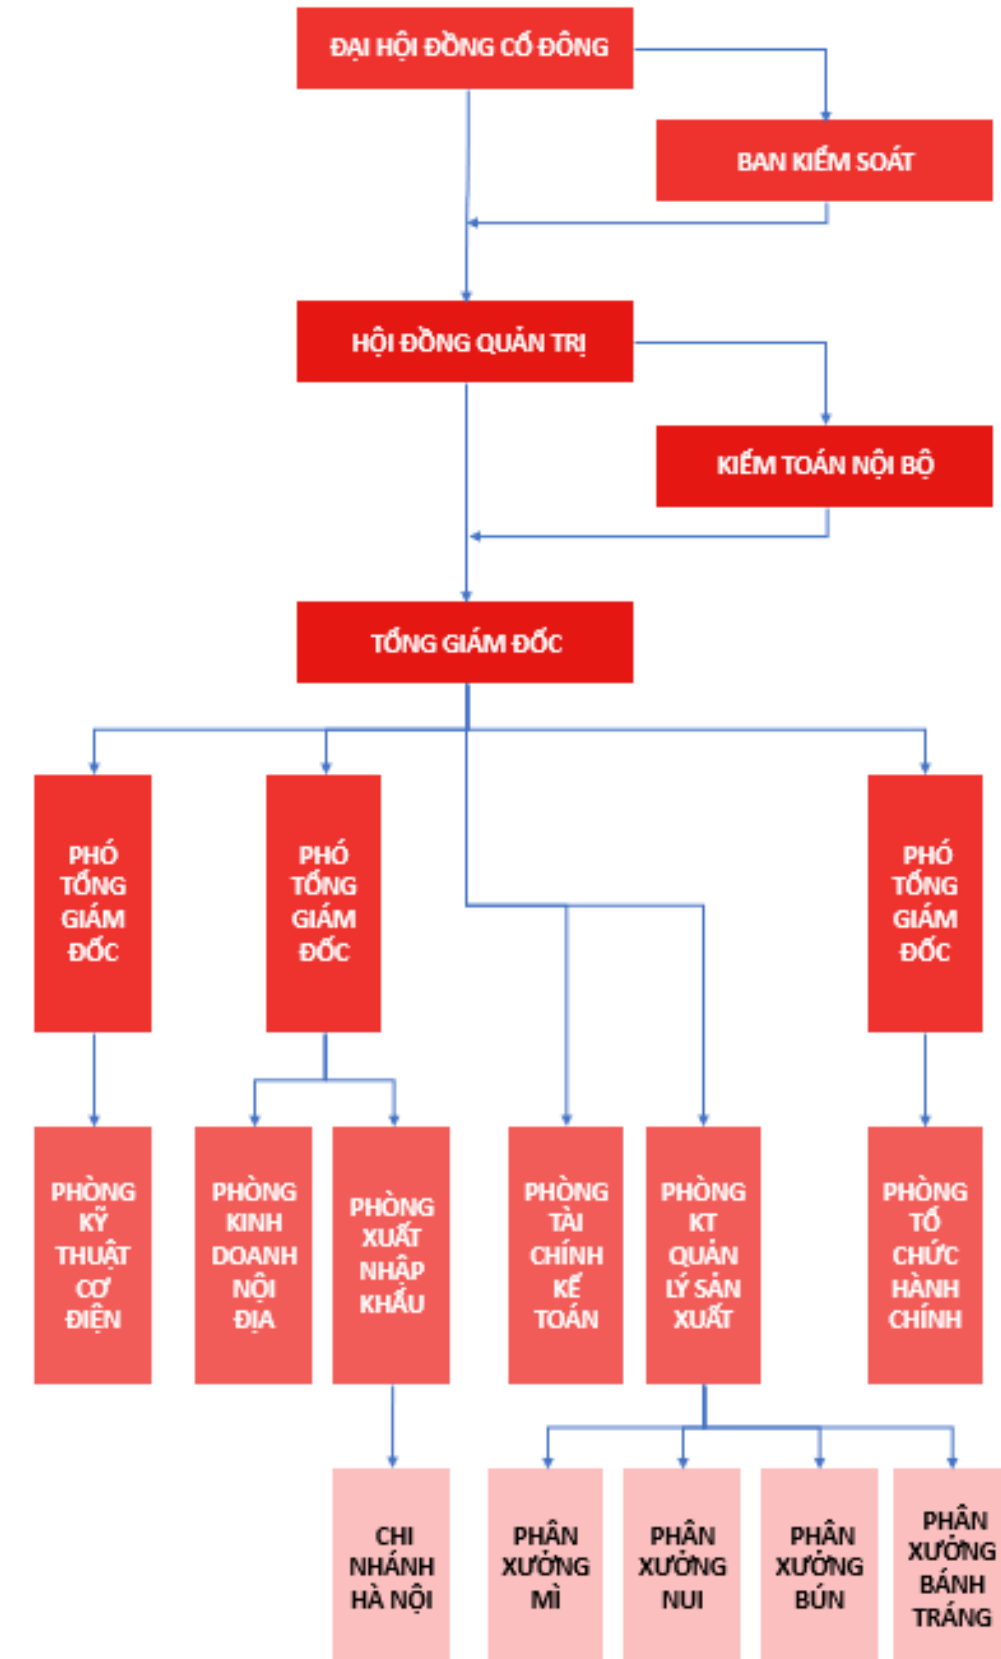 ĐẠI HỘI ĐỒNG CỔ ĐÔNG
BAN KIỂM SOÁT
HỘI ĐỒNG QUẢN TRỊ
KIỂM TOÁN NỘI BỘ
TỔNG GIÁM ĐỐC
PHÓ
TỔNG
GIÁM
ĐỐC
PHÓ
TỔNG
GIÁM
ĐỐC
PHÓ
TỔNG
GIÁM
ĐỐC
PHÒNG
KỸ
THUẬT
CƠ
ĐIỆN
PHÒNG
KINH
DOANH
NỘI
ĐỊA
PHÒNG
XUẤT
NHẬP
KHẨU
PHÒNG
TÀI
CHÍNH
KẾ
TOÁN
PHÒNG
KT
QUẢN
LÝ SẢN
XUẤT
PHÒNG
TỔ
CHỨC
HÀNH
CHÍNH
CHI
NHÁNH
HÀ NỘI
PHÂN
XƯỞNG
MÌ
PHÂN
XƯỞNG
NUI
PHÂN
XƯỞNG
BÚN
PHÂN
XƯỞNG
BÁNH
TRÁNG